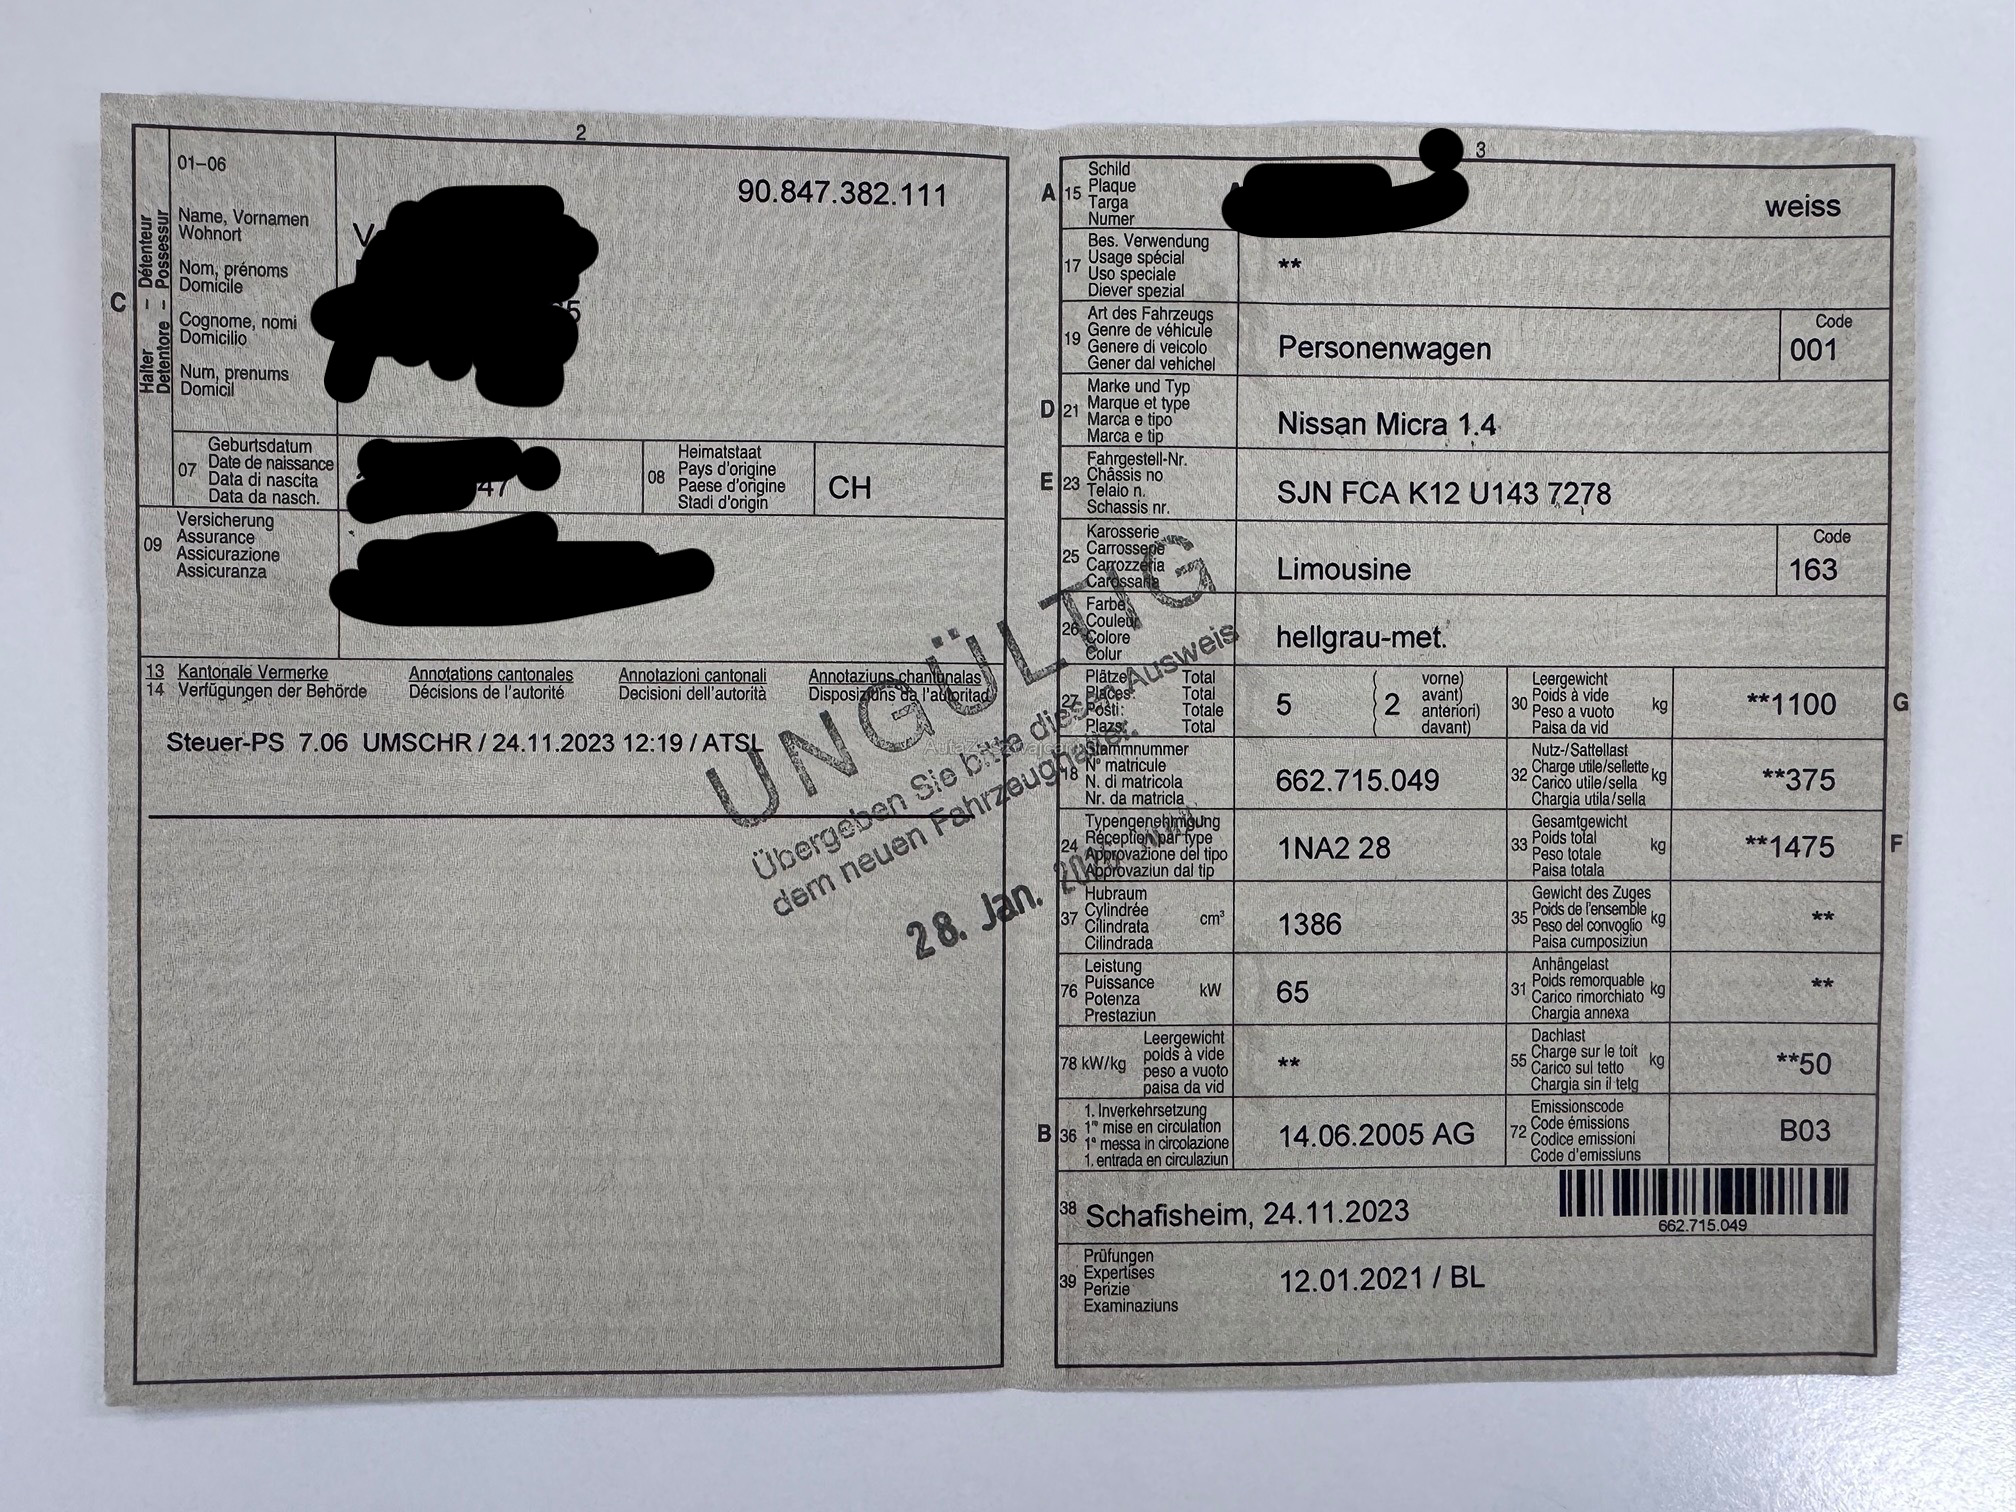 2
01–06
90.847.382.111
C
Halter – Détenteur
Detentore – Possessur
Name, Vornamen
Wohnort
Nom, prénoms
Domicile
Cognome, nomi
Domicilio
Num, prenums
Domicil
07
Geburtsdatum
Date de naissance
Data di nascita
Data da nasch.
47
08
Heimatstaat
Pays d'origine
Paese d'origine
Stadi d'origin
CH
09
Versicherung
Assurance
Assicurazione
Assicuranza
13 Kantonale Vermerke Annotations cantonales Annotazioni cantonali Annotaziuns chantunalas
14 Verfügungen der Behörde Décisions de l'autorité Decisioni dell'autorità Disposiziuns da l'autoritad
Steuer-PS 7.06 UMSCHR / 24.11.2023 12:19 / ATSL
UNGÜLTIG
Übergeben Sie bitte diesen Ausweis
dem neuen Fahrzeughalter.
28. Jan.
3
A 15
Schild
Plaque
Targa
Numer
weiss
17
Bes. Verwendung
Usage spécial
Uso speciale
Diever spezial
**
19
Art des Fahrzeugs
Genre de véhicule
Genere di veicolo
Gener dal vehichel
Personenwagen
Code
001
D 21
Marke und Typ
Marque et type
Marca e tipo
Marca e tip
Nissan Micra 1.4
E 23
Fahrgestell-Nr.
Châssis no
Telaio n.
Schassis nr.
SJN FCA K12 U143 7278
25
Karosserie
Carrosserie
Carrozzeria
Carossaria
Limousine
Code
163
26
Farbe
Couleur
Colore
Colur
hellgrau-met.
27
Plätze: Total
Places: Total
Posti: Totale
Plazs: Total
5
2
vorne)
avant)
anteriori)
davant)
30
Leergewicht
Poids à vide
Peso a vuoto
Paisa da vid
kg
**1100
G
18
Stammnummer
N° matricule
N. di matricola
Nr. da matricla
662.715.049
32
Nutz-/Sattellast
Charge utile/sellette
Carico utile/sella
Chargia utila/sella
kg
**375
24
Typengenehmigung
Réception par type
Approvazione del tipo
Approvaziun dal tip
1NA2 28
33
Gesamtgewicht
Poids total
Peso totale
Paisa totala
kg
**1475
F
37
Hubraum
Cylindrée
Cilindrata
Cilindrada
cm³
1386
35
Gewicht des Zuges
Poids de l'ensemble
Peso del convoglio
Paisa cumposiziun
kg
**
76
Leistung
Puissance
Potenza
Prestaziun
kW
65
31
Anhängelast
Poids remorquable
Carico rimorchiato
Chargia annexa
kg
**
78 kW/kg
Leergewicht
poids à vide
peso a vuoto
paisa da vid
**
55
Dachlast
Charge sur le toit
Carico sul tetto
Chargia sin il tetg
kg
**50
B 36
1. Inverkehrsetzung
1re mise en circulation
1a messa in circolazione
1. entrada en circulaziun
14.06.2005 AG
72
Emissionscode
Code émissions
Codice emissioni
Code d'emissiuns
B03
38
Schafisheim, 24.11.2023
662.715.049
39
Prüfungen
Expertises
Perizie
Examinaziuns
12.01.2021 / BL